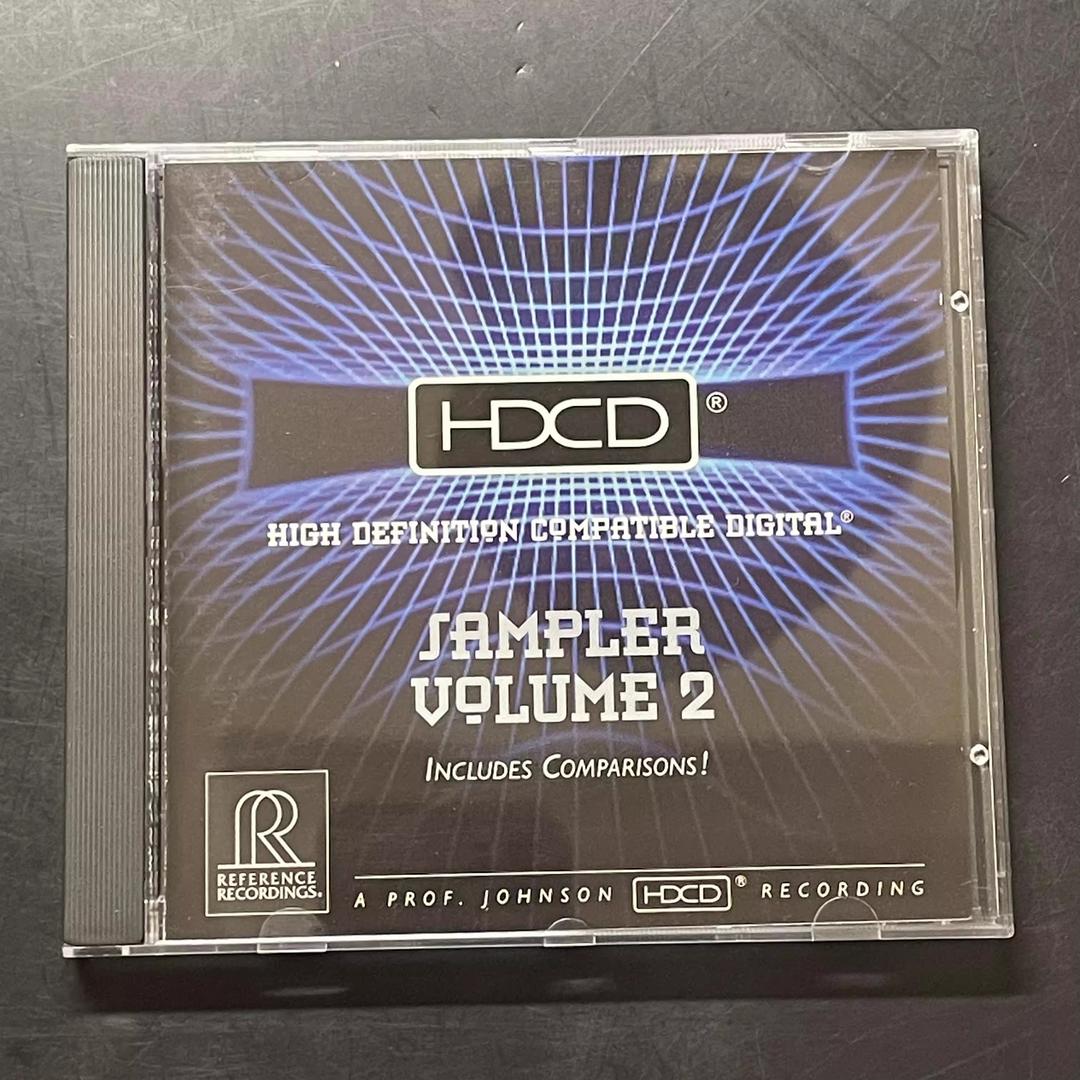 HDCD®
HIGH DEFINITION COMPATIBLE DIGITAL®
SAMPLER
VOLUME 2
INCLUDES COMPARISONS!
R
REFERENCE
RECORDINGS®
A PROF. JOHNSON HDCD® RECORDING